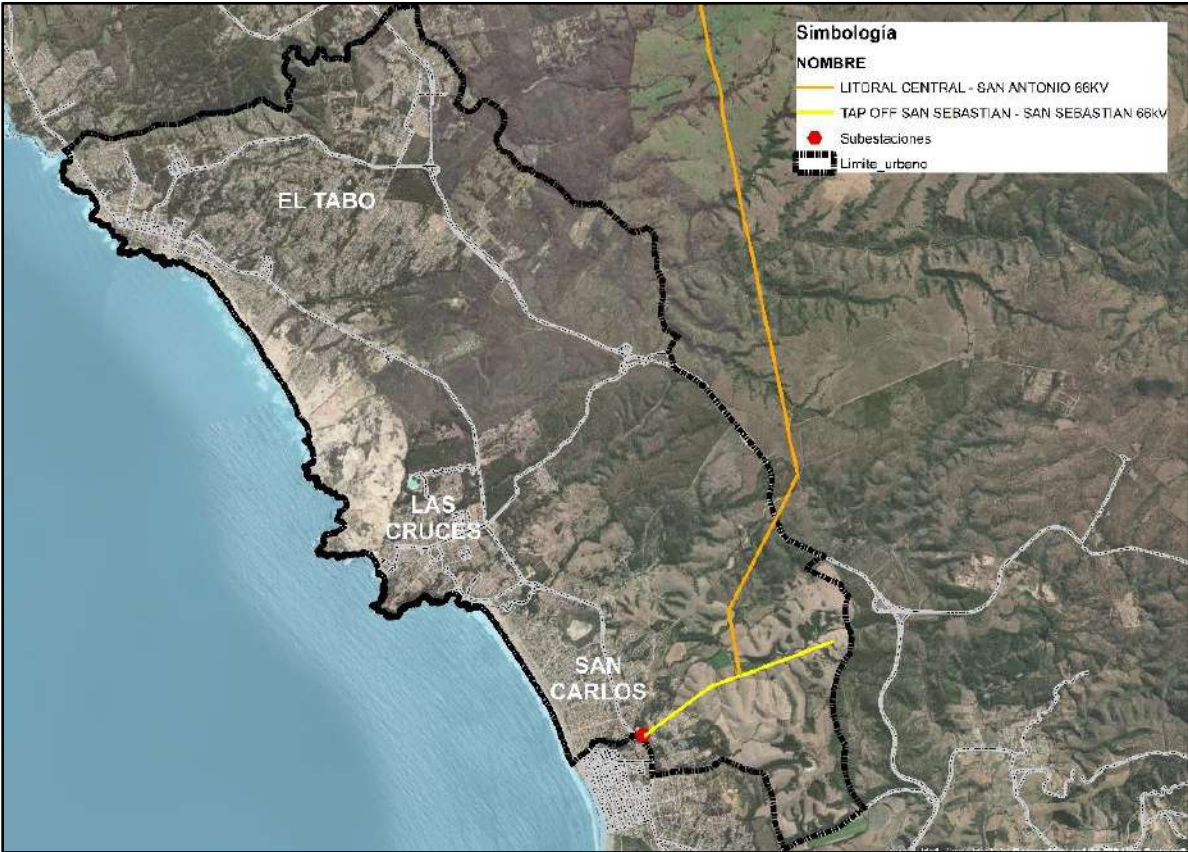 Simbología
NOMBRE
LITORAL CENTRAL - SAN ANTONIO 66KV
TAP OFF SAN SEBASTIAN - SAN SEBASTIAN 66kV
Subestaciones
Limite_urbano
EL TABO
LAS
CRUCES
SAN
CARLOS